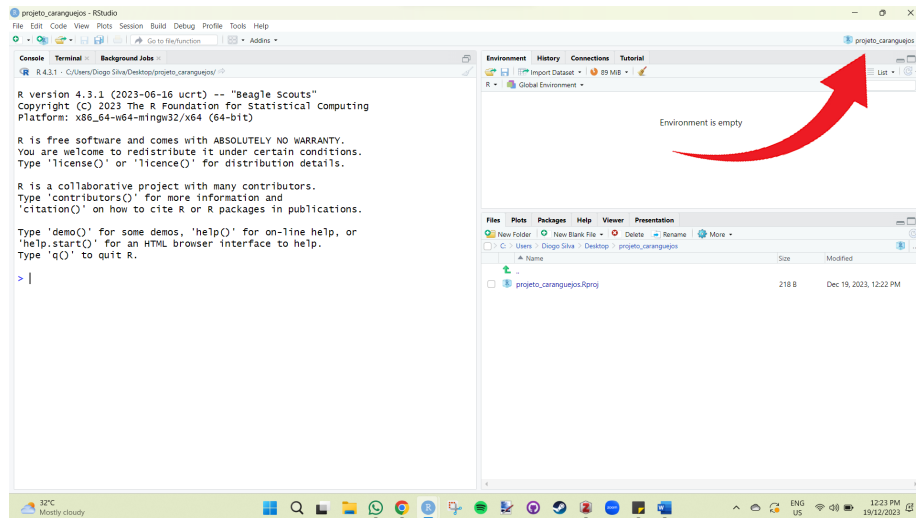 projeto_caranguejos - RStudio
File Edit Code View Plots Session Build Debug Profile Tools Help
Go to file/function Addins
projeto_caranguejos
Console Terminal Background Jobs
R 4.3.1 · C:/Users/Diogo Silva/Desktop/projeto_caranguejos/
R version 4.3.1 (2023-06-16 ucrt) -- "Beagle Scouts"
Copyright (C) 2023 The R Foundation for Statistical Computing
Platform: x86_64-w64-mingw32/x64 (64-bit)
R is free software and comes with ABSOLUTELY NO WARRANTY.
You are welcome to redistribute it under certain conditions.
Type 'license()' or 'licence()' for distribution details.
R is a collaborative project with many contributors.
Type 'contributors()' for more information and
'citation()' on how to cite R or R packages in publications.
Type 'demo()' for some demos, 'help()' for on-line help, or
'help.start()' for an HTML browser interface to help.
Type 'q()' to quit R.
>
Environment History Connections Tutorial
Import Dataset 89 MiB List
R Global Environment
Environment is empty
Files Plots Packages Help Viewer Presentation
New Folder New Blank File Delete Rename More
C: > Users > Diogo Silva > Desktop > projeto_caranguejos
Name Size Modified
..
projeto_caranguejos.Rproj 218 B Dec 19, 2023, 12:22 PM
32°C
Mostly cloudy
ENG
US
12:23 PM
19/12/2023